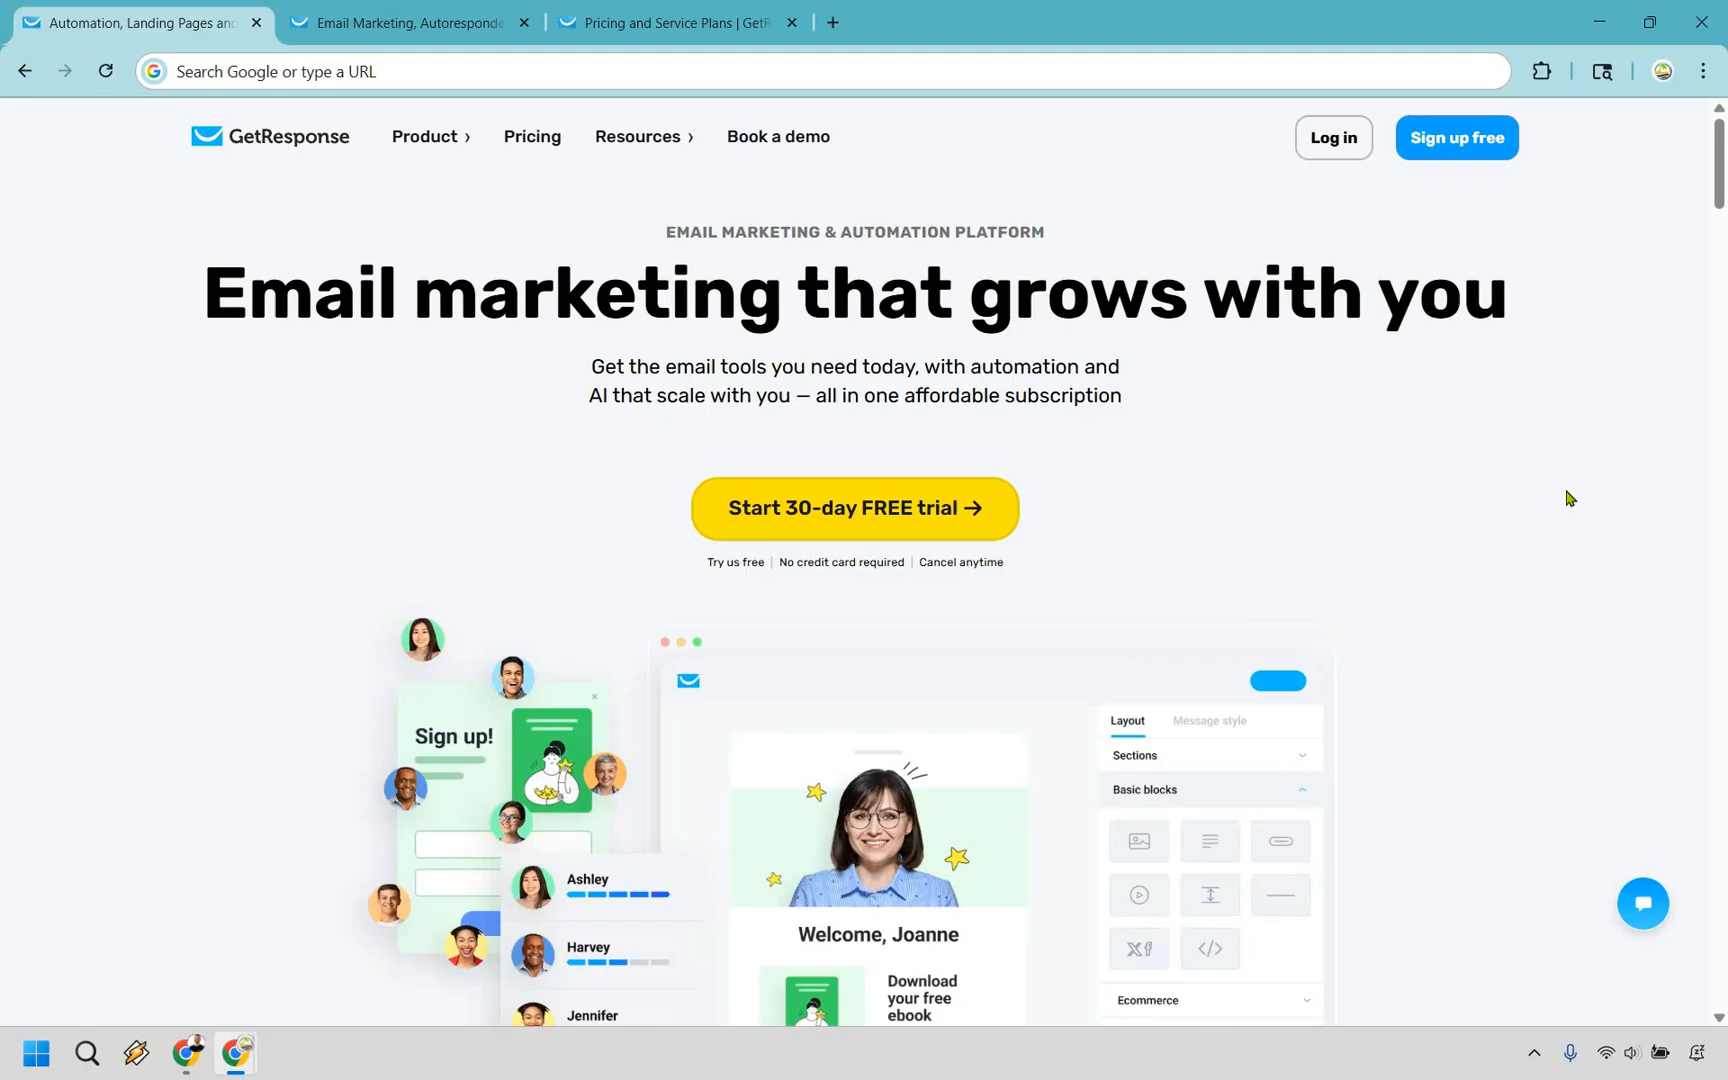 Automation, Landing Pages and
Email Marketing, Autoresponde
Pricing and Service Plans | GetR
Search Google or type a URL
GetResponse
Product ›
Pricing
Resources ›
Book a demo
Log in
Sign up free
EMAIL MARKETING & AUTOMATION PLATFORM
Email marketing that grows with you
Get the email tools you need today, with automation and
AI that scale with you — all in one affordable subscription
Start 30-day FREE trial →
Try us free | No credit card required | Cancel anytime
Sign up!
Ashley
Harvey
Jennifer
Welcome, Joanne
Download
your free
ebook
Layout
Message style
Sections
Basic blocks
Ecommerce